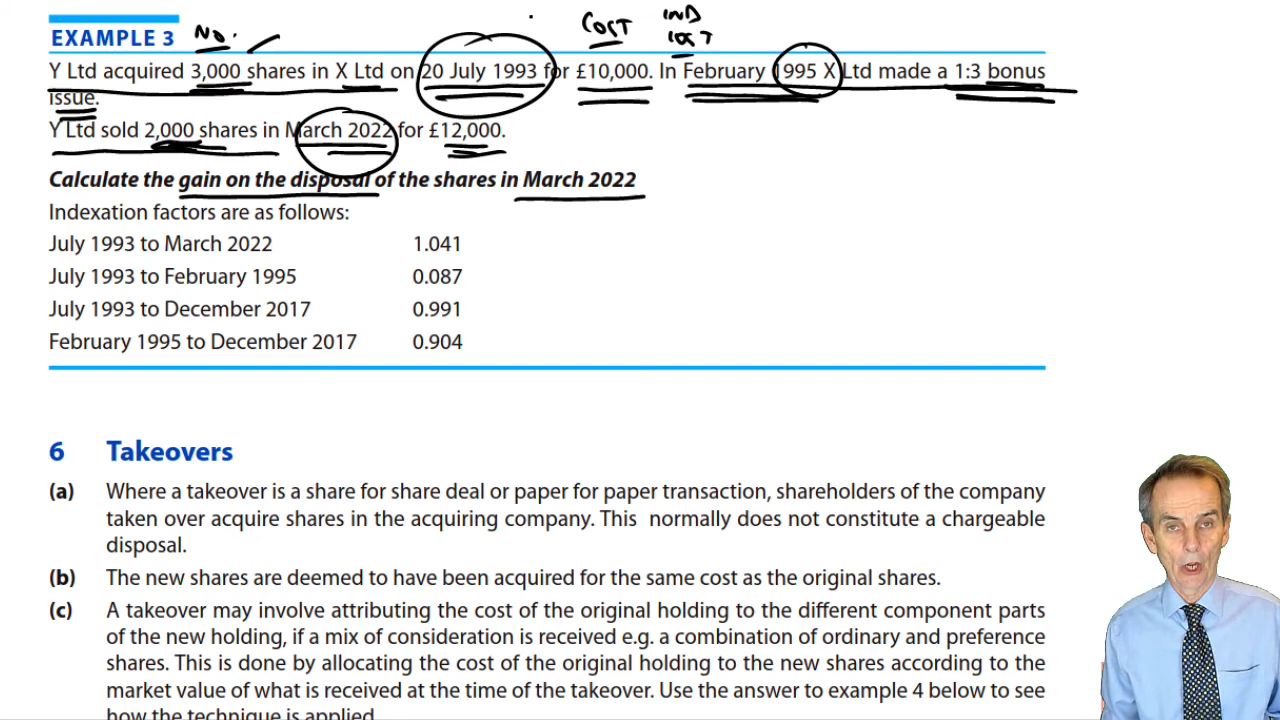 EXAMPLE 3 No. COST IND COST
Y Ltd acquired 3,000 shares in X Ltd on 20 July 1993 for £10,000. In February 1995 X Ltd made a 1:3 bonus
issue.
Y Ltd sold 2,000 shares in March 2022 for £12,000.
Calculate the gain on the disposal of the shares in March 2022
Indexation factors are as follows:
July 1993 to March 2022 1.041
July 1993 to February 1995 0.087
July 1993 to December 2017 0.991
February 1995 to December 2017 0.904
6 Takeovers
(a) Where a takeover is a share for share deal or paper for paper transaction, shareholders of the company
taken over acquire shares in the acquiring company. This normally does not constitute a chargeable
disposal.
(b) The new shares are deemed to have been acquired for the same cost as the original shares.
(c) A takeover may involve attributing the cost of the original holding to the different component parts
of the new holding, if a mix of consideration is received e.g. a combination of ordinary and preference
shares. This is done by allocating the cost of the original holding to the new shares according to the
market value of what is received at the time of the takeover. Use the answer to example 4 below to see
how the technique is applied.